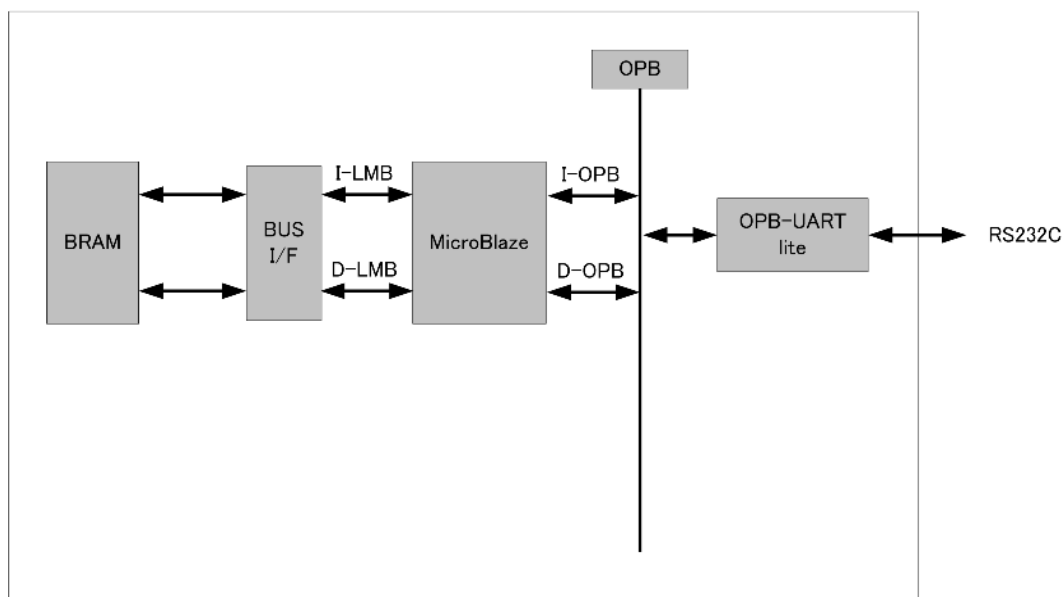 OPB
I-LMB
I-OPB
BRAM
BUS
I/F
MicroBlaze
OPB-UART
lite
RS232C
D-LMB
D-OPB